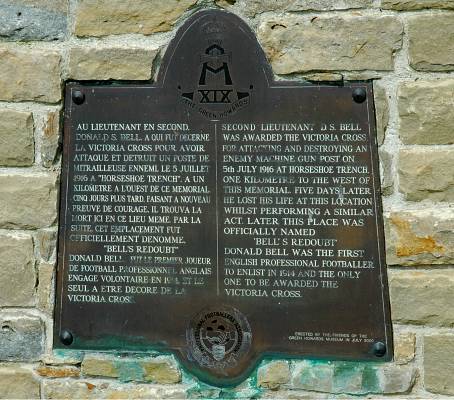 XIX
THE GREEN HOWARDS
AU LIEUTENANT EN SECOND,
DONALD S. BELL, A QUI FUT DECERNE
LA VICTORIA CROSS POUR AVOIR
ATTAQUE ET DETRUIT UN POSTE DE
MITRAILLEUSE ENNEMI, LE 5 JUILLET
1916 A "HORSESHOE TRENCH", A UN
KILOMETRE A L'OUEST DE CE MEMORIAL.
CINQ JOURS PLUS TARD, FAISANT A NOUVEAU
PREUVE DE COURAGE, IL TROUVA LA
MORT ICI EN CE LIEU MEME. PAR LA
SUITE, CET EMPLACEMENT FUT
OFFICIELLEMENT DENOMME,
"BELL'S REDOUBT"
DONALD BELL FUT LE PREMIER JOUEUR
DE FOOTBALL PROFESSIONNEL ANGLAIS
ENGAGE VOLONTAIRE EN 1914 ET LE
SEUL A ETRE DECORE DE LA
VICTORIA CROSS.
SECOND LIEUTENANT D S. BELL
WAS AWARDED THE VICTORIA CROSS
FOR ATTACKING AND DESTROYING AN
ENEMY MACHINE GUN POST ON
5th JULY 1916 AT HORSESHOE TRENCH,
ONE KILOMETRE TO THE WEST OF
THIS MEMORIAL. FIVE DAYS LATER
HE LOST HIS LIFE AT THIS LOCATION
WHILST PERFORMING A SIMILAR
ACT. LATER THIS PLACE WAS
OFFICIALLY NAMED
'BELL'S REDOUBT'
DONALD BELL WAS THE FIRST
ENGLISH PROFESSIONAL FOOTBALLER
TO ENLIST IN 1914 AND THE ONLY
ONE TO BE AWARDED THE
VICTORIA CROSS.
ERECTED BY THE FRIENDS OF THE
GREEN HOWARDS MUSEUM IN JULY 2000